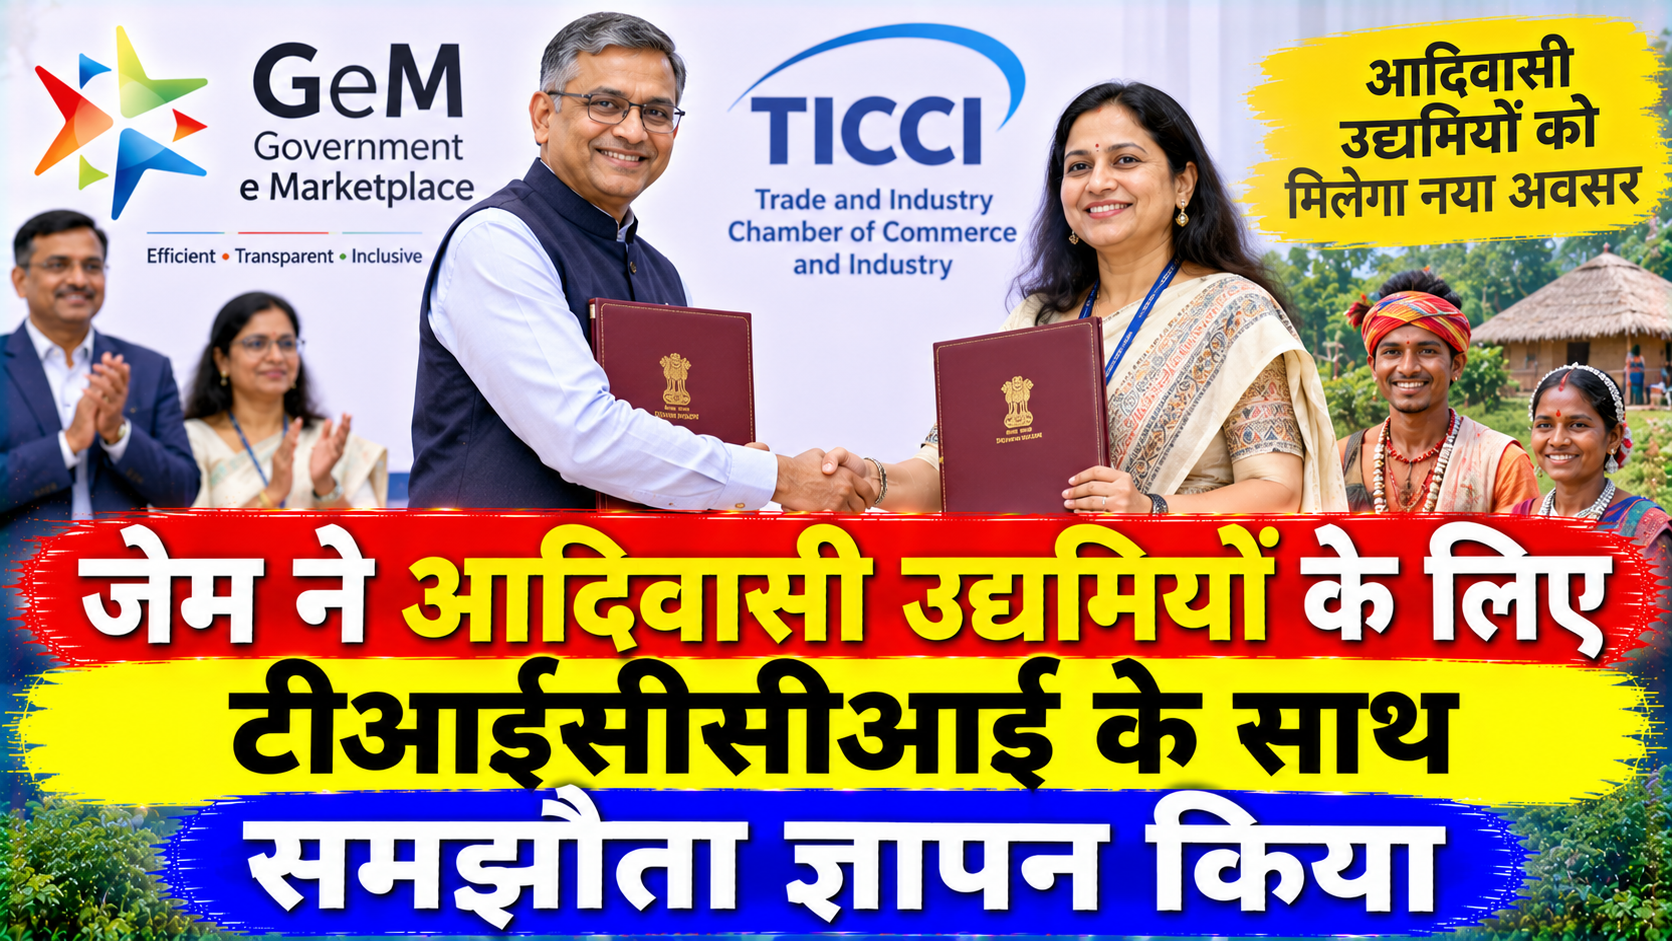 GeM
Government
e Marketplace
Efficient • Transparent • Inclusive
TICCI
Trade and Industry
Chamber of Commerce
and Industry
आदिवासी
उद्यमियों को
मिलेगा नया अवसर
जेम ने आदिवासी उद्यमियों के लिए
टीआईसीसीआई के साथ
समझौता ज्ञापन किया